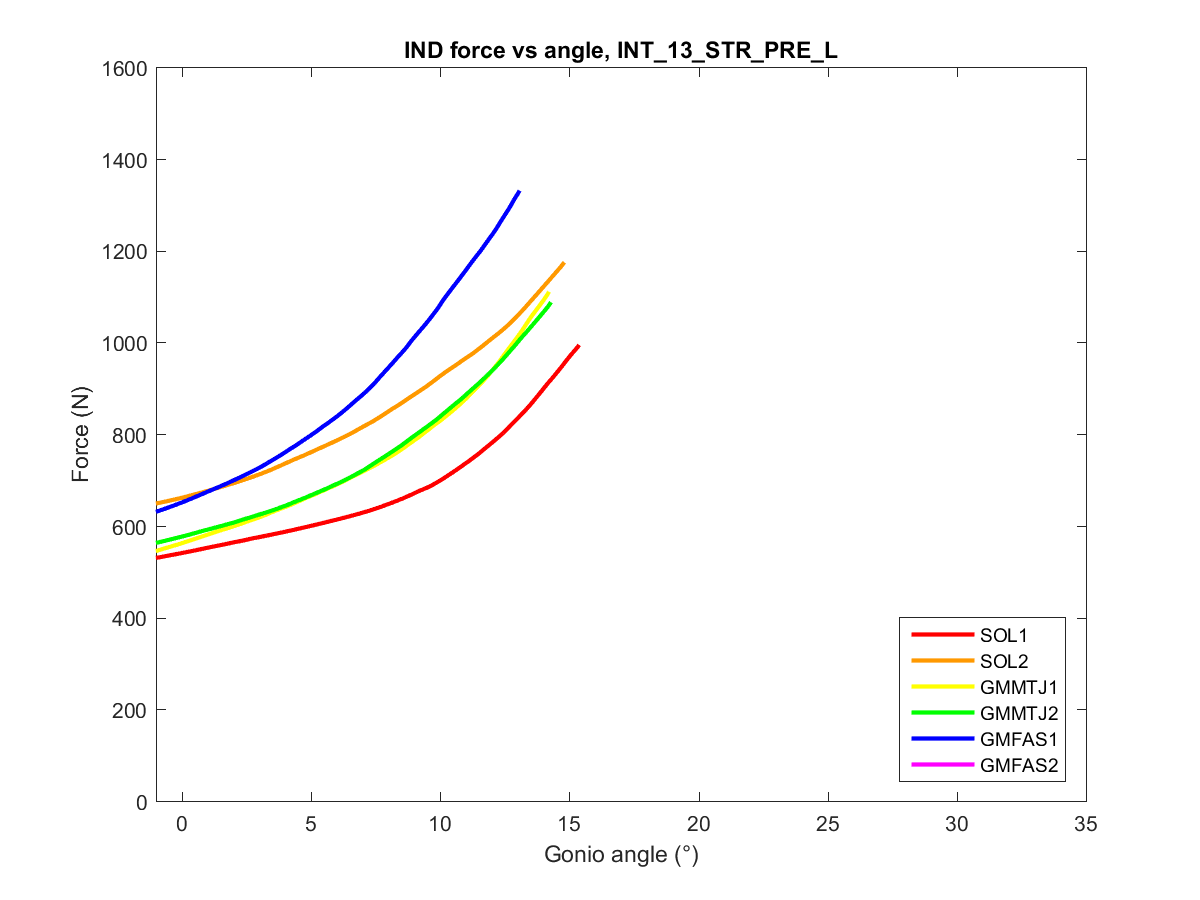 IND force vs angle, INT_13_STR_PRE_L
1600
1400
1200
1000
800
600
400
200
0
Force (N)
0 5 10 15 20 25 30 35
Gonio angle (°)
SOL1
SOL2
GMMTJ1
GMMTJ2
GMFAS1
GMFAS2